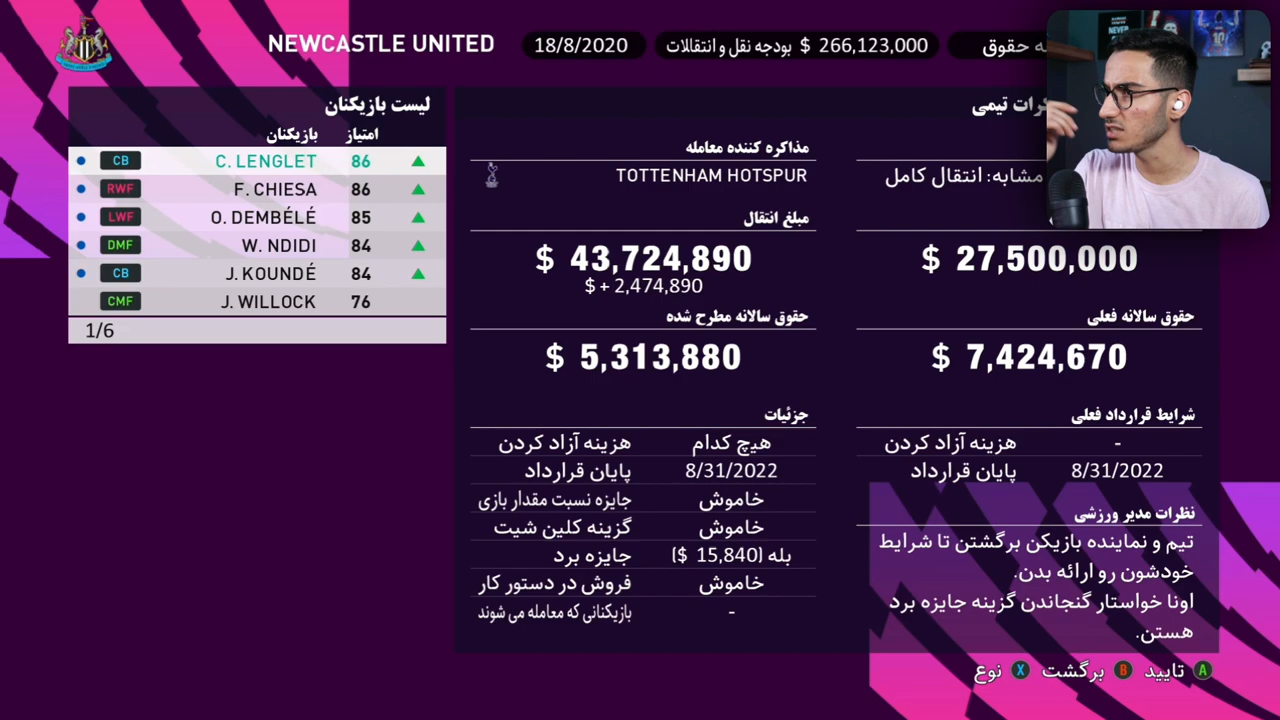 NEWCASTLE UNITED
18/8/2020
بودجه نقل و انتقالات $ 266,123,000
حقوق
لیست بازیکنان
بازیکنان امتیاز
CB C. LENGLET 86
RWF F. CHIESA 86
LWF O. DEMBÉLÉ 85
DMF W. NDIDI 84
CB J. KOUNDÉ 84
CMF J. WILLOCK 76
1/6
تیمی
مذاکره کننده معامله
TOTTENHAM HOTSPUR
مشابه: انتقال کامل
مبلغ انتقال
$ 43,724,890
$ + 2,474,890
$ 27,500,000
حقوق سالانه مطرح شده
$ 5,313,880
حقوق سالانه فعلی
$ 7,424,670
جزئیات
هزینه آزاد کردن هیچ کدام
پایان قرارداد 8/31/2022
جایزه نسبت مقدار بازی خاموش
گزینه کلین شیت خاموش
جایزه برد بله (15,840 $)
فروش در دستور کار خاموش
بازیکنانی که معامله می شوند -
شرایط قرارداد فعلی
هزینه آزاد کردن -
پایان قرارداد 8/31/2022
نظرات مدیر ورزشی
تیم و نماینده بازیکن برگشتن تا شرایط
خودشون رو ارائه بدن.
اونا خواستار گنجاندن گزینه جایزه برد
هستن.
A تایید B برگشت X نوع
NEVER
10